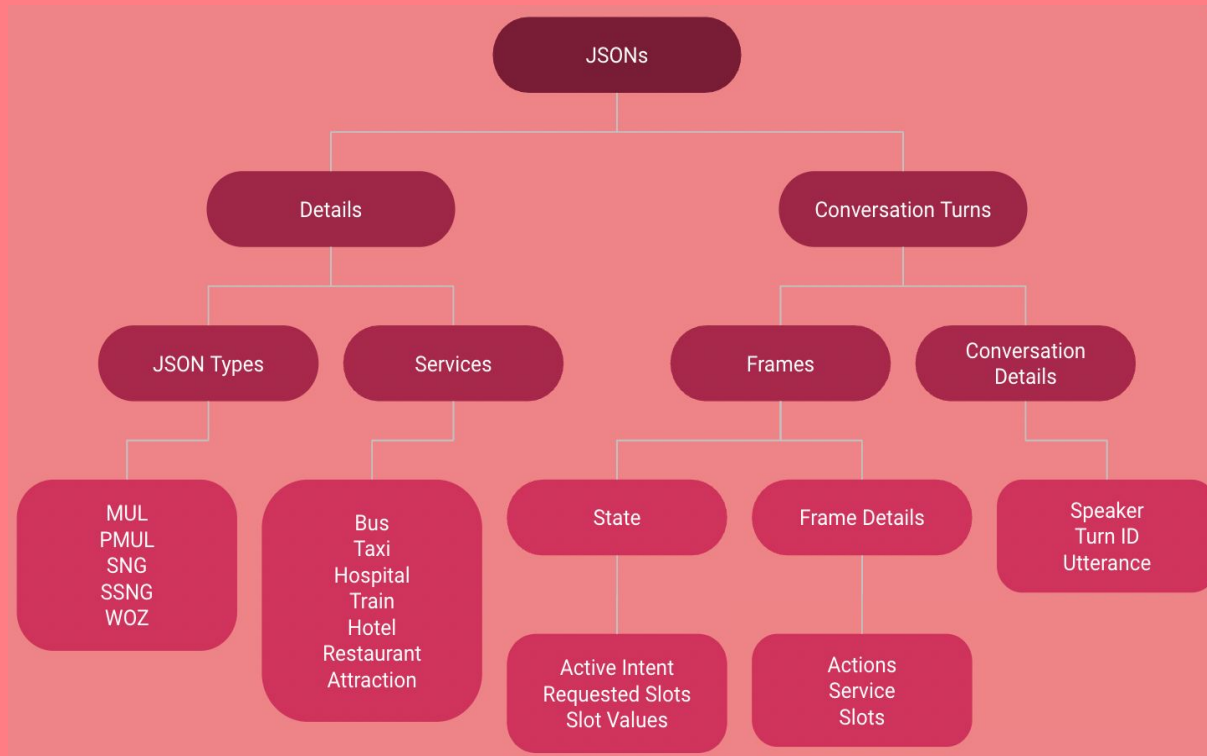 JSONs
Details
Conversation Turns
JSON Types
Services
Frames
Conversation
Details
MUL
PMUL
SNG
SSNG
WOZ
Bus
Taxi
Hospital
Train
Hotel
Restaurant
Attraction
State
Frame Details
Speaker
Turn ID
Utterance
Active Intent
Requested Slots
Slot Values
Actions
Service
Slots